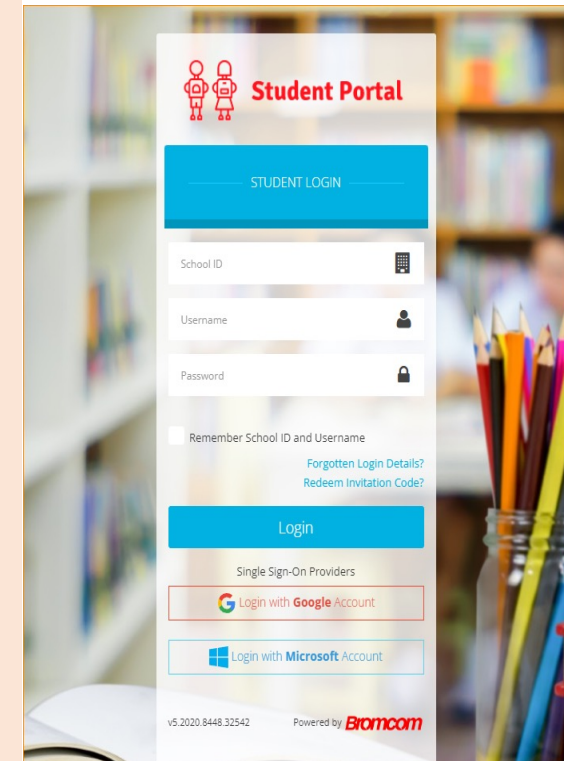 Student Portal
STUDENT LOGIN
School ID
Username
Password
Remember School ID and Username
Forgotten Login Details?
Redeem Invitation Code?
Login
Single Sign-On Providers
Login with Google Account
Login with Microsoft Account
v5.2020.8448.32542 Powered by Bromcom